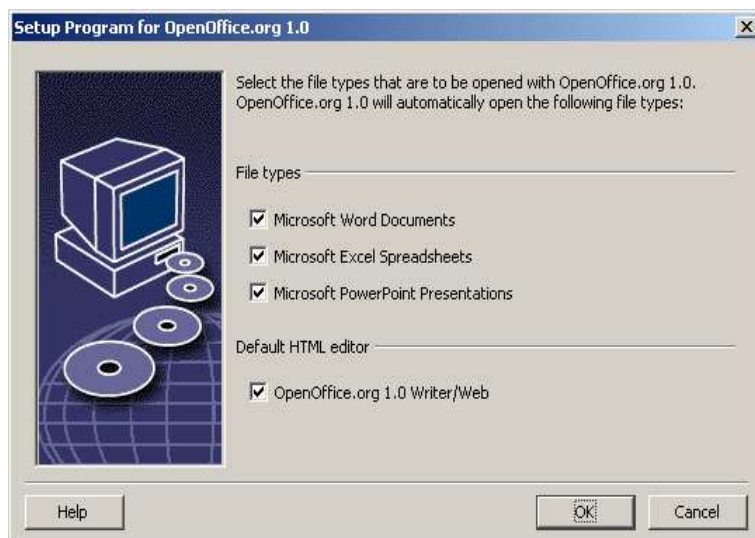 Setup Program for OpenOffice.org 1.0
Select the file types that are to be opened with OpenOffice.org 1.0.
OpenOffice.org 1.0 will automatically open the following file types:
File types
Microsoft Word Documents
Microsoft Excel Spreadsheets
Microsoft PowerPoint Presentations
Default HTML editor
OpenOffice.org 1.0 Writer/Web
Help
OK
Cancel